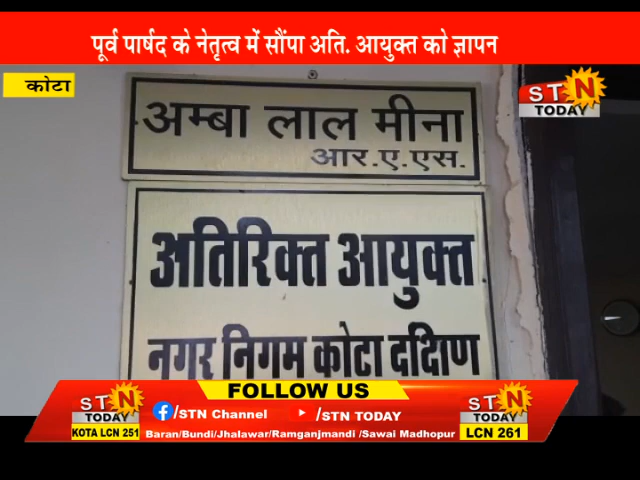 पूर्व पार्षद के नेतृत्व में सौंपा अति. आयुक्त को ज्ञापन
कोटा
STN
TODAY
अम्बा लाल मीना
आर.ए.एस.
अतिरिक्त आयुक्त
नगर निगम कोटा दक्षिण
FOLLOW US
STN
TODAY
KOTA LCN 251
/STN Channel
/STN TODAY
Baran/Bundi/Jhalawar/Ramganjmandi /Sawai Madhopur
STN
TODAY
LCN 261